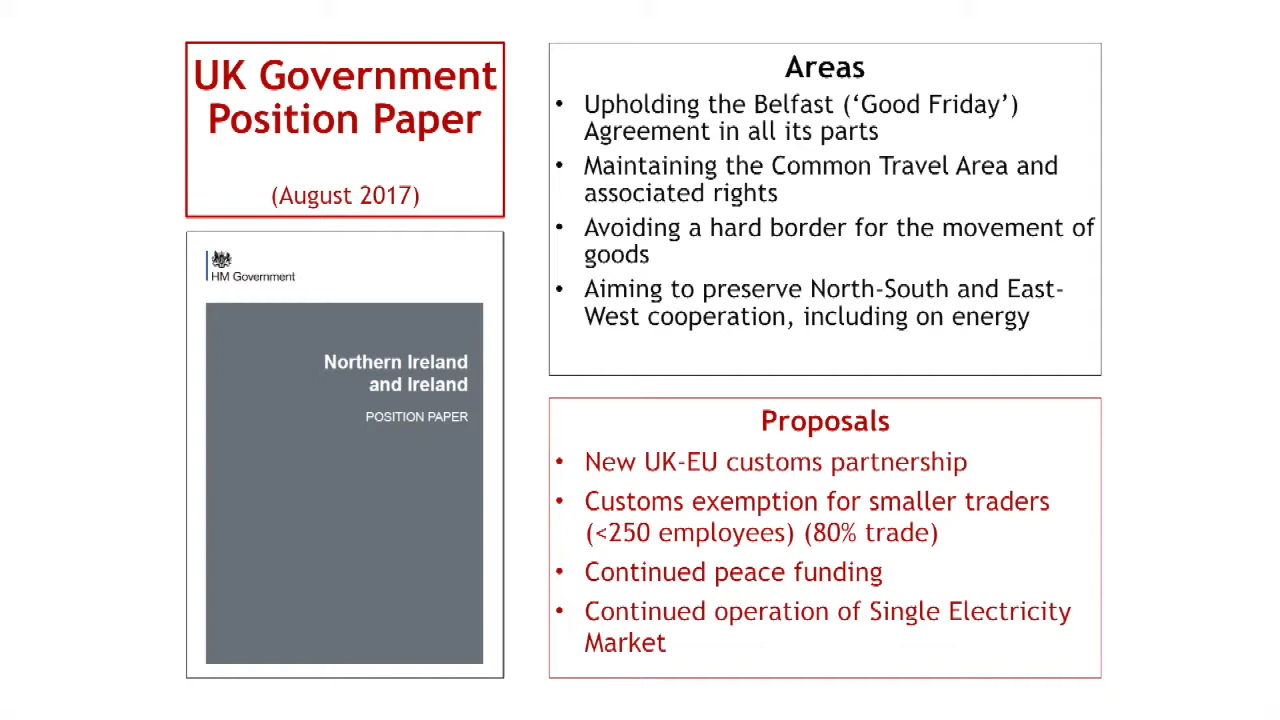 UK Government
Position Paper
(August 2017)
HM Government
Northern Ireland
and Ireland
POSITION PAPER
Areas
• Upholding the Belfast (‘Good Friday’)
Agreement in all its parts
• Maintaining the Common Travel Area and
associated rights
• Avoiding a hard border for the movement of
goods
• Aiming to preserve North-South and East-
West cooperation, including on energy
Proposals
• New UK-EU customs partnership
• Customs exemption for smaller traders
(<250 employees) (80% trade)
• Continued peace funding
• Continued operation of Single Electricity
Market